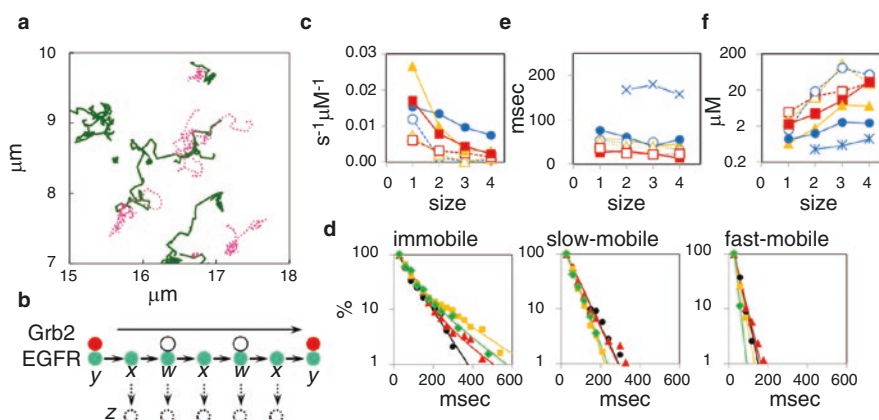 a
μm
10
9
8
7
15
16
17
18
μm
b
Grb2
EGFR
y
x
w
x
w
x
y
z
c
s⁻¹μM⁻¹
0.03
0.02
0.01
0.00
0 1 2 3 4
size
e
msec
200
100
0
0 1 2 3 4
size
f
μM
200
20
2
0.2
0 1 2 3 4
size
d
%
immobile
100
10
1
0 200 400 600
msec
slow-mobile
100
10
1
0 200 400 600
msec
fast-mobile
100
10
1
0 200 400 600
msec